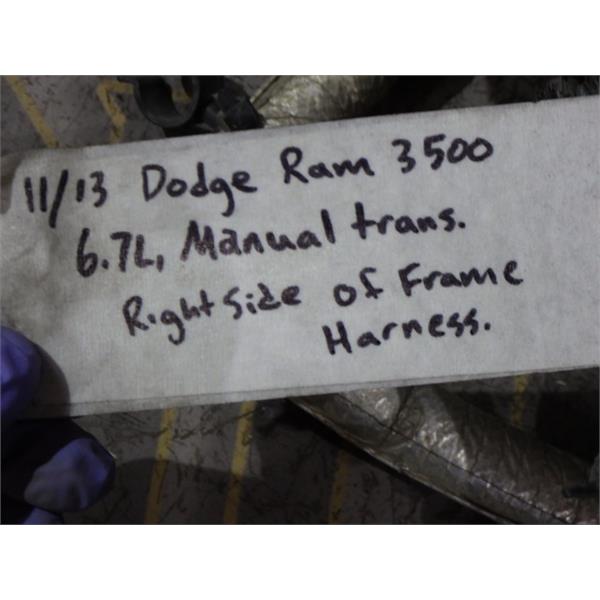 11/13 Dodge Ram 3500
6.7L, Manual trans.
Right Side of Frame
Harness.